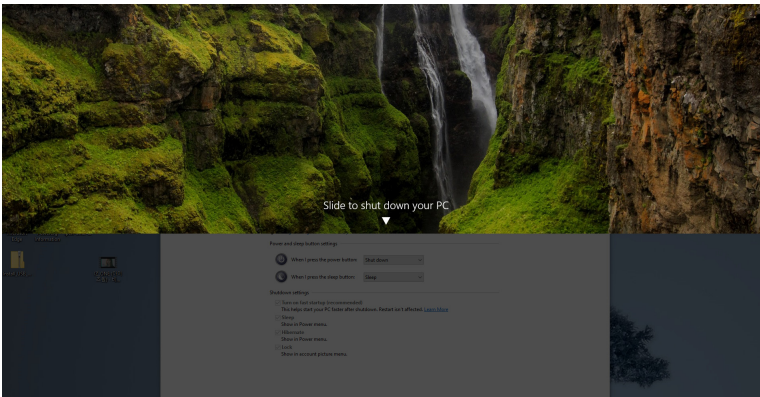 Slide to shut down your PC
Power and sleep button settings
When I press the power button: Shut down
When I press the sleep button: Sleep
Shutdown settings
Turn on fast startup (recommended)
This helps start your PC faster after shutdown. Restart isn't affected. Learn More
Sleep
Show in Power menu.
Hibernate
Show in Power menu.
Lock
Show in account picture menu.